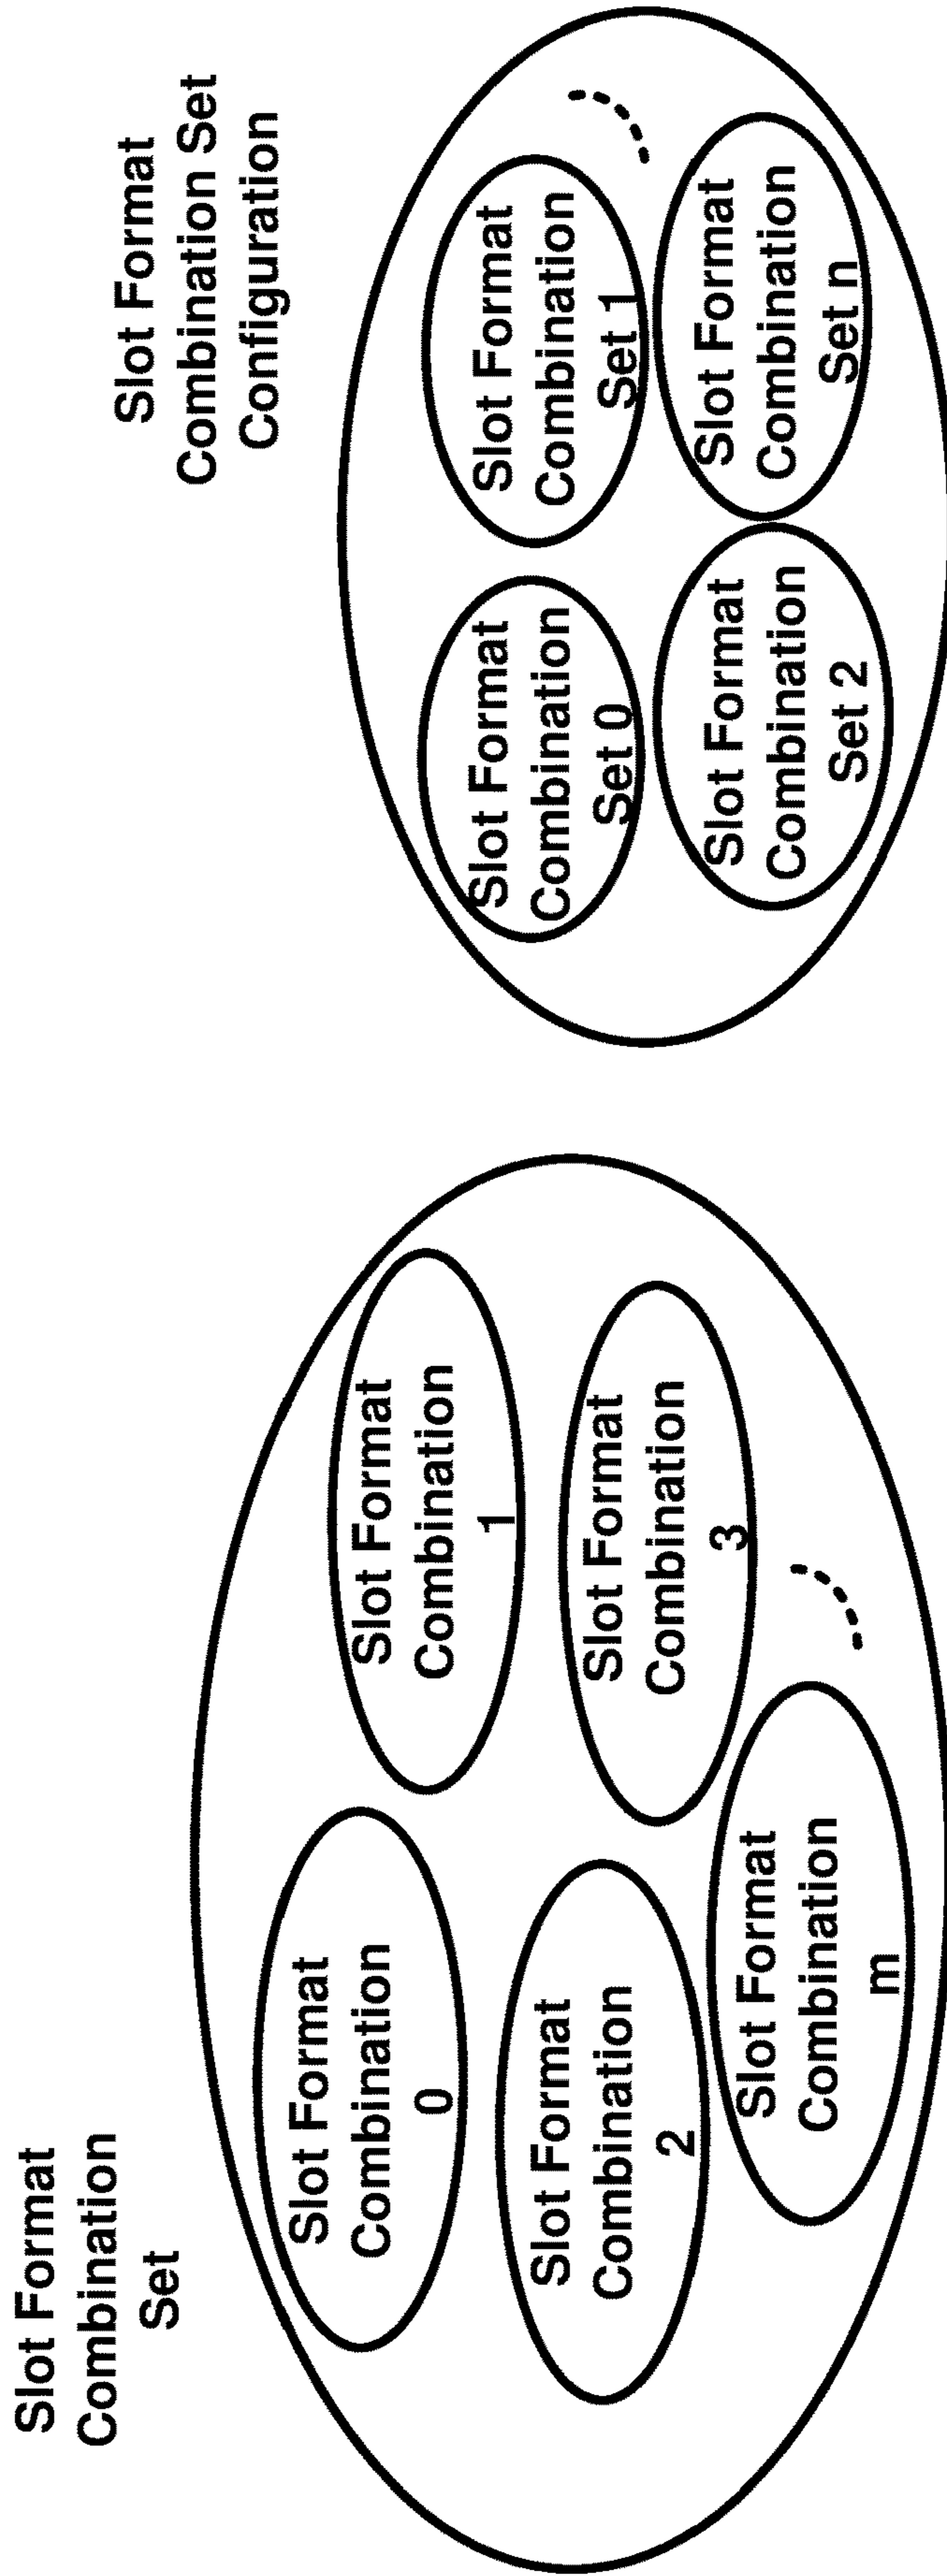 Slot Format
Combination
Set
Slot Format
Combination
0
Slot Format
Combination
1
Slot Format
Combination
2
Slot Format
Combination
3
Slot Format
Combination
m
Slot Format
Combination Set
Configuration
Slot Format
Combination
Set 0
Slot Format
Combination
Set 1
Slot Format
Combination
Set 2
Slot Format
Combination
Set n